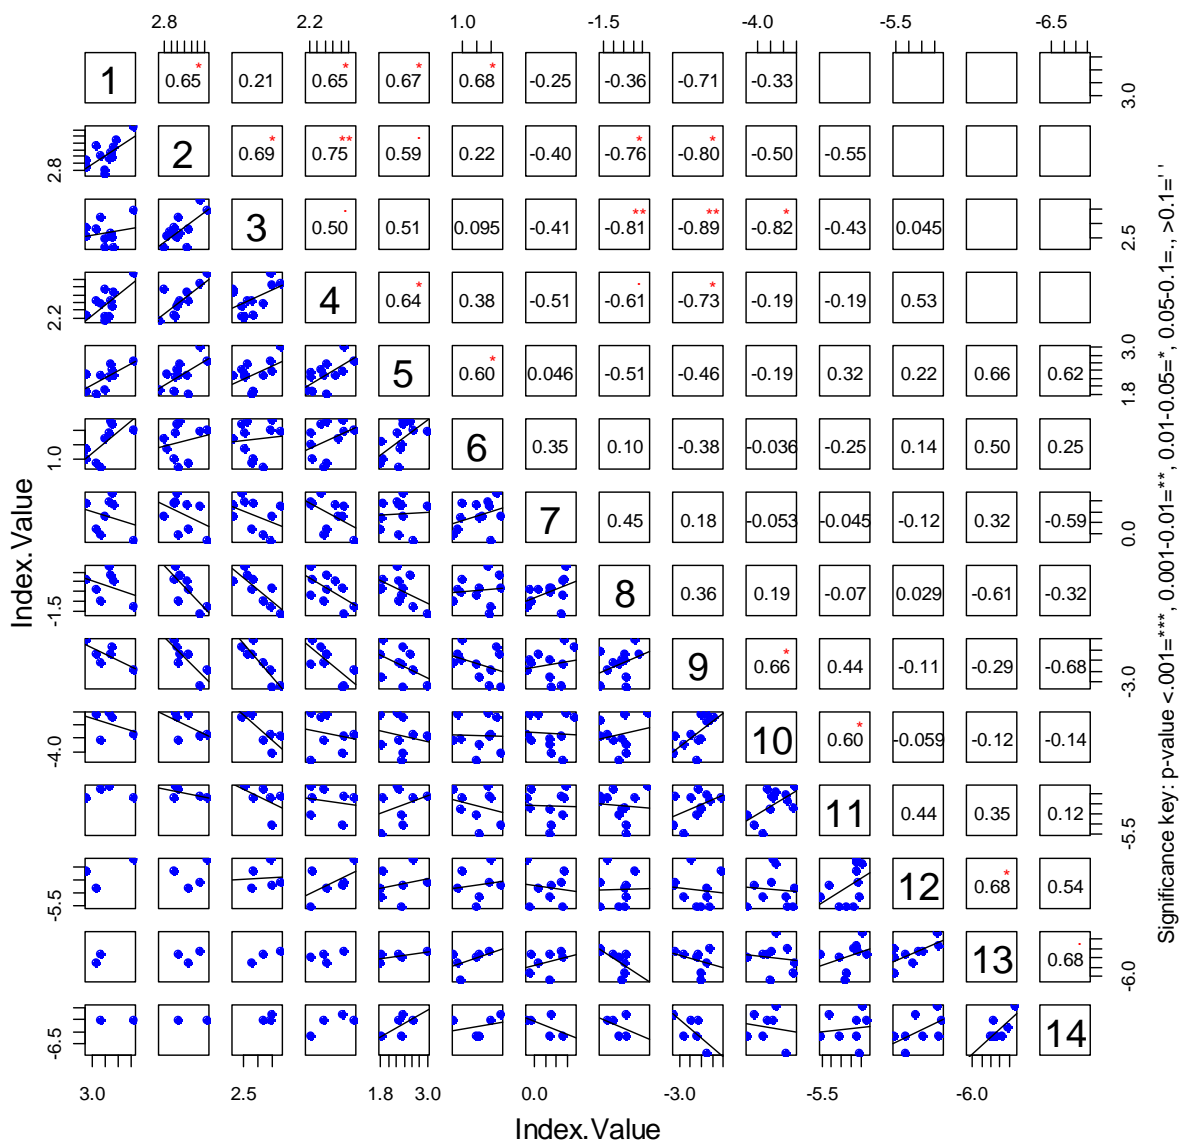 2.8 2.2 1.0 -1.5 -4.0 -5.5 -6.5
1 0.65* 0.21 0.65* 0.67* 0.68* -0.25 -0.36 -0.71 -0.33 3.0
2.8 2 0.69* 0.75** 0.59. 0.22 -0.40 -0.76* -0.80* -0.50 -0.55
3 0.50. 0.51 0.095 -0.41 -0.81** -0.89** -0.82* -0.43 0.045 2.5
2.2 4 0.64* 0.38 -0.51 -0.61. -0.73* -0.19 -0.19 0.53
5 0.60* 0.046 -0.51 -0.46 -0.19 0.32 0.22 0.66 0.62 1.8 3.0
1.0 6 0.35 0.10 -0.38 -0.036 -0.25 0.14 0.50 0.25
7 0.45 0.18 -0.053 -0.045 -0.12 0.32 -0.59 0.0
-1.5 8 0.36 0.19 -0.07 0.029 -0.61 -0.32
9 0.66* 0.44 -0.11 -0.29 -0.68 -3.0
-4.0 10 0.60* -0.059 -0.12 -0.14
11 0.44 0.35 0.12 -5.5
-5.5 12 0.68* 0.54
13 0.68. -6.0
-6.5 14
3.0 2.5 1.8 3.0 0.0 -3.0 -5.5 -6.0
Index.Value
Index.Value
Significance key: p-value <.001=***, 0.001-0.01=**, 0.01-0.05=*, 0.05-0.1=., >0.1=' '